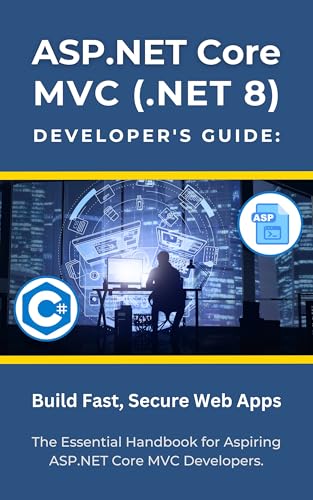 ASP.NET Core
MVC (.NET 8)
DEVELOPER'S GUIDE:
ASP
C#
Build Fast, Secure Web Apps
The Essential Handbook for Aspiring
ASP.NET Core MVC Developers.